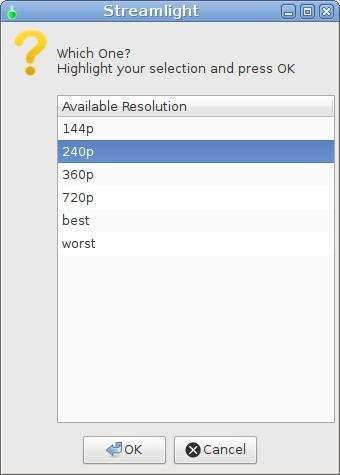 Streamlight
Which One?
Highlight your selection and press OK
Available Resolution
144p
240p
360p
720p
best
worst
OK
Cancel